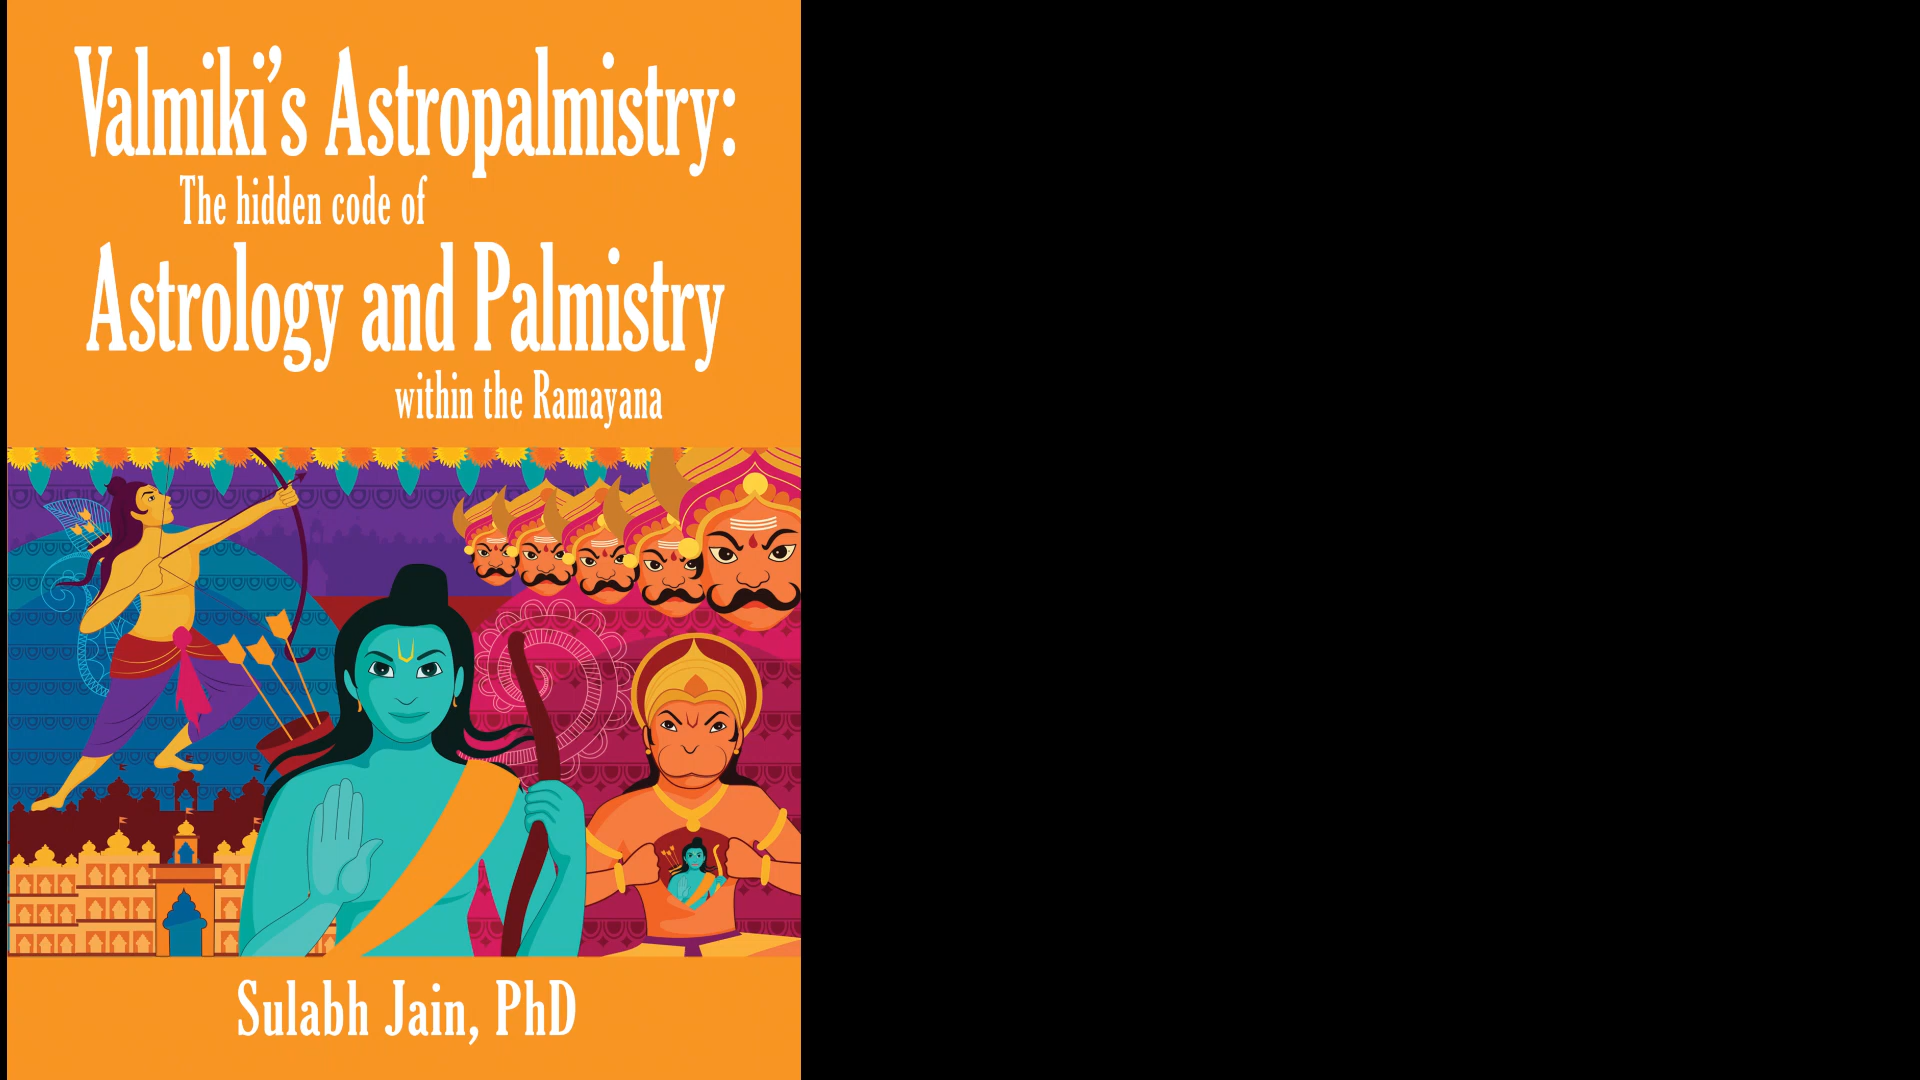 Valmiki’s Astropalmistry:
The hidden code of
Astrology and Palmistry
within the Ramayana
Sulabh Jain, PhD